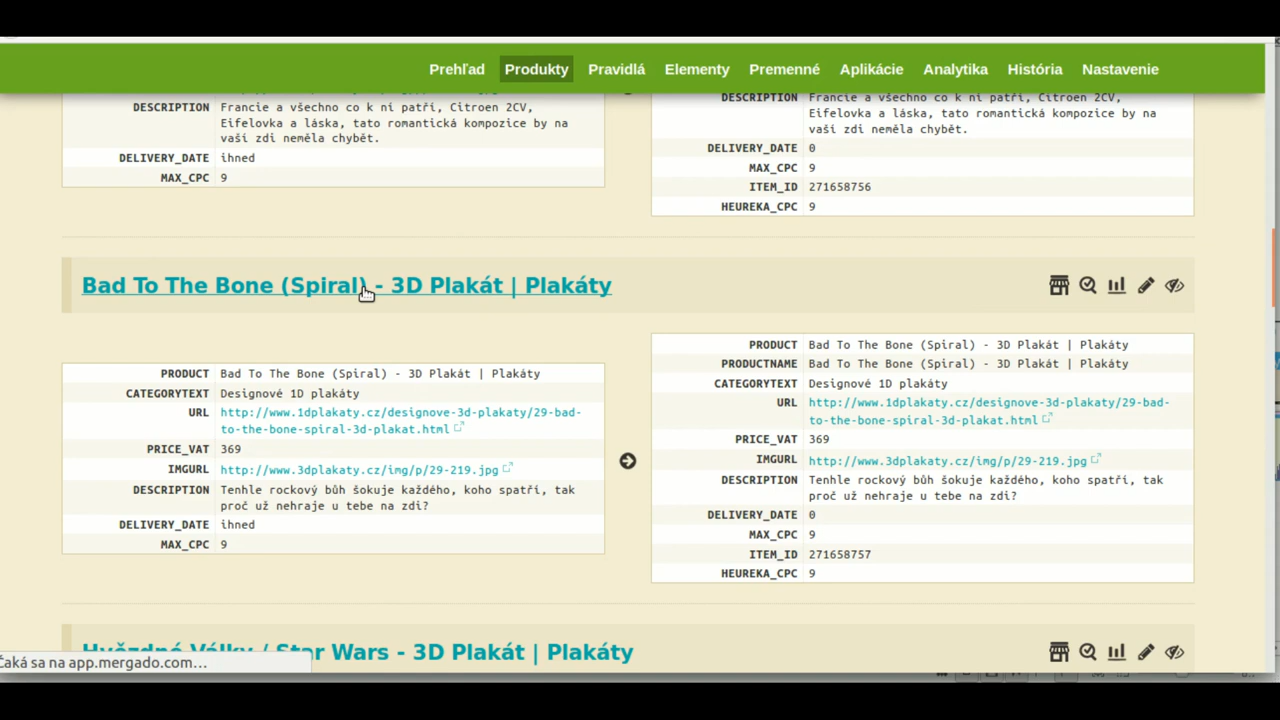 Prehľad Produkty Pravidlá Elementy Premenné Aplikácie Analytika História Nastavenie
DESCRIPTION Francie a všechno co k ní patří, Citroen 2CV,
Eifelovka a láska, tato romantická kompozice by na
vaší zdi neměla chybět.
DELIVERY_DATE ihned
MAX_CPC 9
DESCRIPTION Francie a všechno co k ní patří, Citroen 2CV,
Eifelovka a láska, tato romantická kompozice by na
vaší zdi neměla chybět.
DELIVERY_DATE 0
MAX_CPC 9
ITEM_ID 271658756
HEUREKA_CPC 9
Bad To The Bone (Spiral) - 3D Plakát | Plakáty
PRODUCT Bad To The Bone (Spiral) - 3D Plakát | Plakáty
CATEGORYTEXT Designové 1D plakáty
URL http://www.1dplakaty.cz/designove-3d-plakaty/29-bad-
to-the-bone-spiral-3d-plakat.html
PRICE_VAT 369
IMGURL http://www.3dplakaty.cz/img/p/29-219.jpg
DESCRIPTION Tenhle rockový bůh šokuje každého, koho spatří, tak
proč už nehraje u tebe na zdi?
DELIVERY_DATE ihned
MAX_CPC 9
PRODUCT Bad To The Bone (Spiral) - 3D Plakát | Plakáty
PRODUCTNAME Bad To The Bone (Spiral) - 3D Plakát | Plakáty
CATEGORYTEXT Designové 1D plakáty
URL http://www.1dplakaty.cz/designove-3d-plakaty/29-bad-
to-the-bone-spiral-3d-plakat.html
PRICE_VAT 369
IMGURL http://www.3dplakaty.cz/img/p/29-219.jpg
DESCRIPTION Tenhle rockový bůh šokuje každého, koho spatří, tak
proč už nehraje u tebe na zdi?
DELIVERY_DATE 0
MAX_CPC 9
ITEM_ID 271658757
HEUREKA_CPC 9
Hvězdné Války / Star Wars - 3D Plakát | Plakáty
Čaká sa na app.mergado.com...